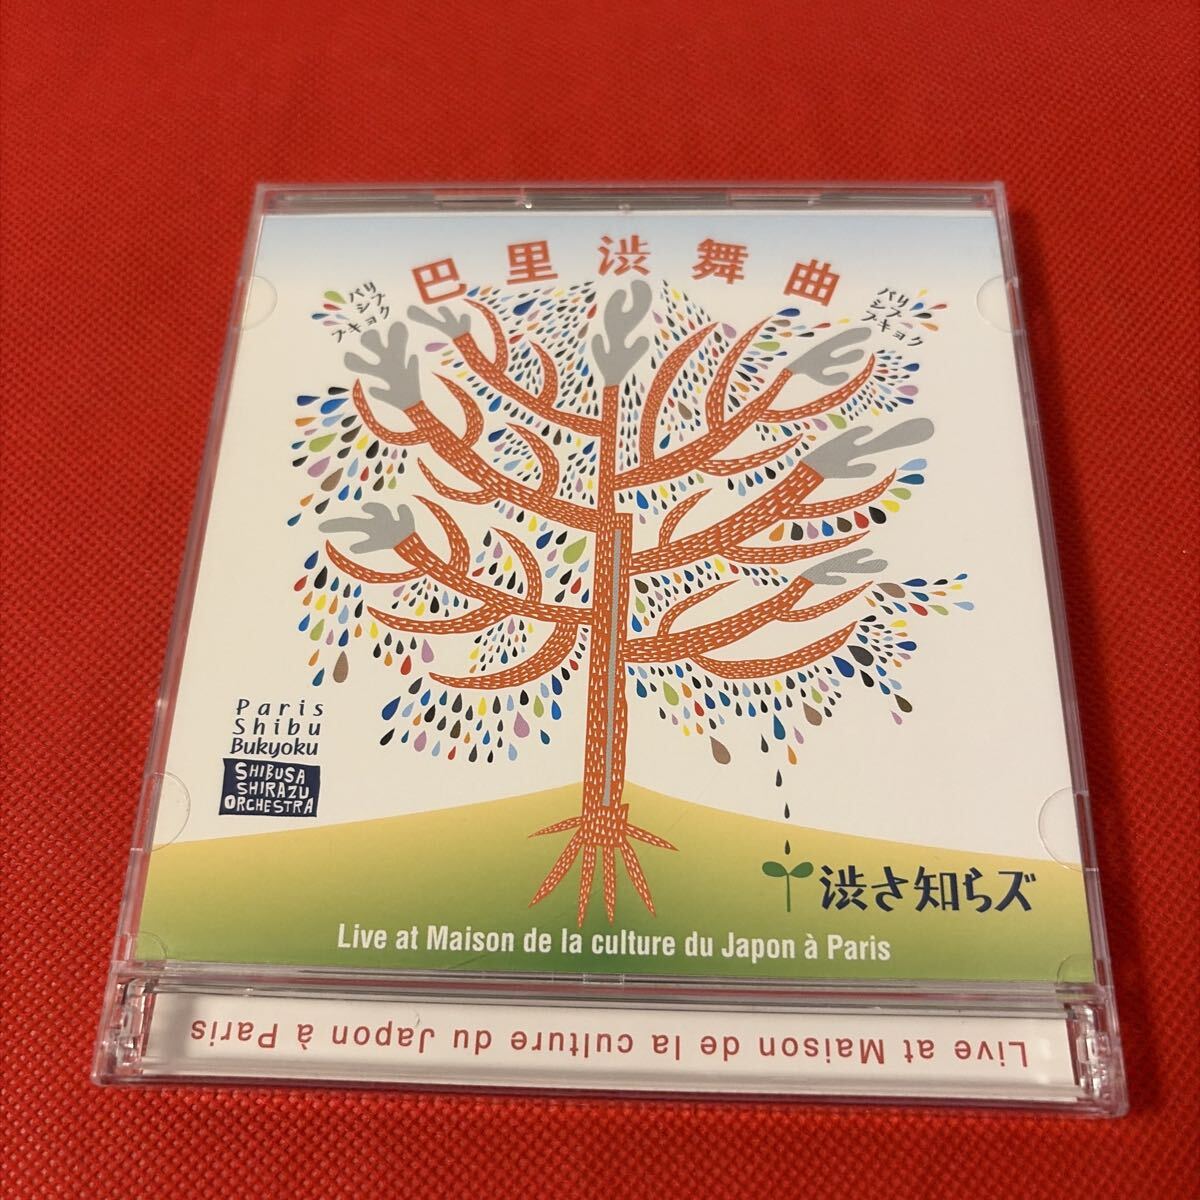 巴里渋舞曲
パリ
シブ
ブキョク
パリ
シブ
ブキョク
Paris
Shibu
Bukyoku
SHIBUSA
SHIRAZU
ORCHESTRA
渋さ知らズ
Live at Maison de la culture du Japon à Paris
Live at Maison de la culture du Japon à Paris